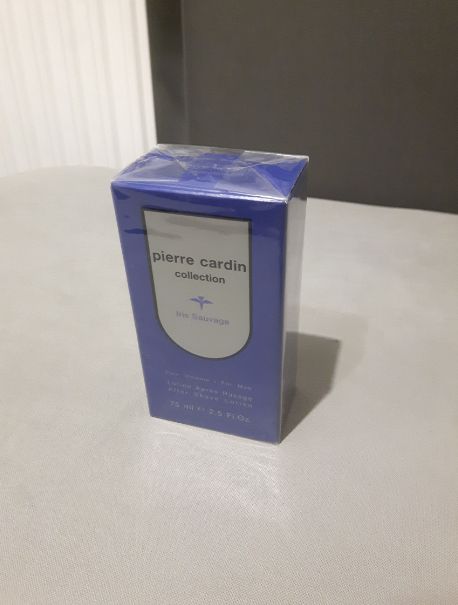 pierre cardin
collection
Iris Sauvage
Pour Homme - For Men
Lotion Après Rasage
After Shave Lotion
75 ml e 2.5 Fl.Oz.